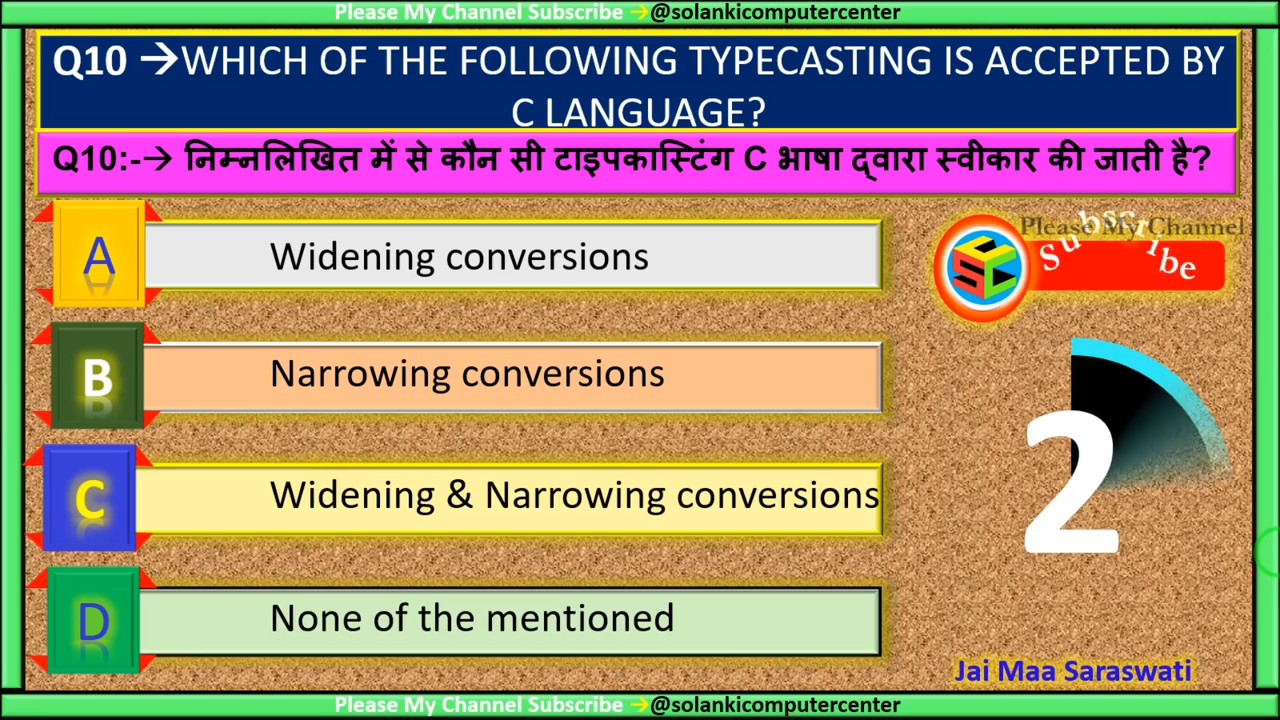 Please My Channel Subscribe →@solankicomputercenter
Q10 →WHICH OF THE FOLLOWING TYPECASTING IS ACCEPTED BY
C LANGUAGE?
Q10:-→ निम्नलिखित में से कौन सी टाइपकास्टिंग C भाषा द्वारा स्वीकार की जाती है?
A Widening conversions
Please My Channel
Subscribe
SCC
B Narrowing conversions
C Widening & Narrowing conversions
2
D None of the mentioned
Jai Maa Saraswati
Please My Channel Subscribe →@solankicomputercenter